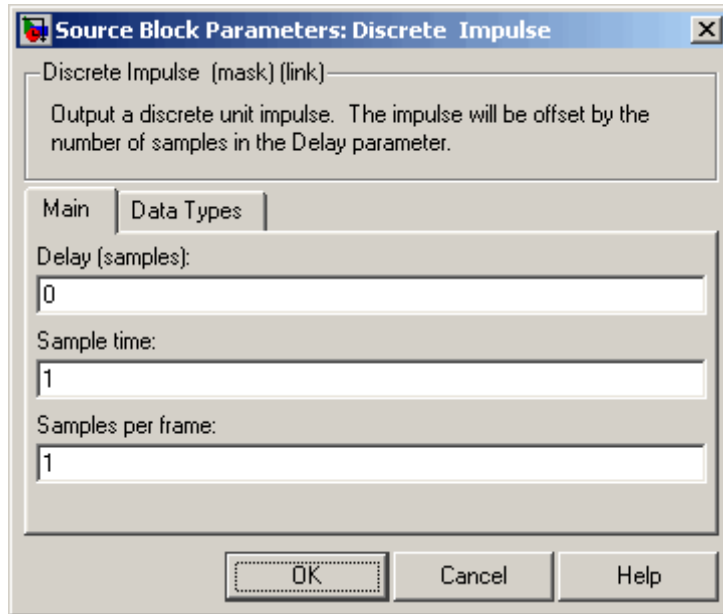 Source Block Parameters: Discrete Impulse
Discrete Impulse (mask) (link)
Output a discrete unit impulse. The impulse will be offset by the
number of samples in the Delay parameter.
Main Data Types
Delay (samples):
0
Sample time:
1
Samples per frame:
1
OK Cancel Help